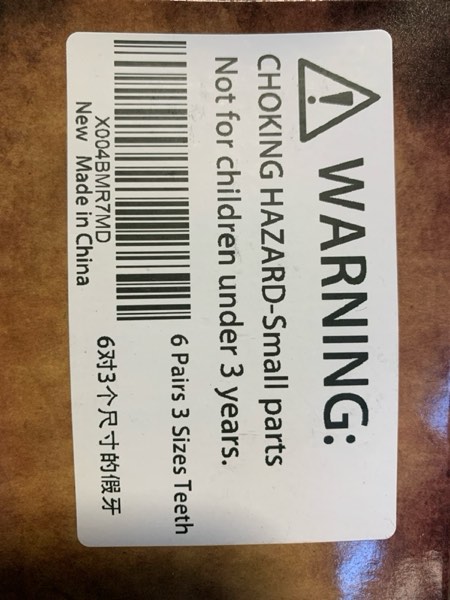 WARNING:
CHOKING HAZARD-Small parts
Not for children under 3 years.
6 Pairs 3 Sizes Teeth
X004BMR7MD
New Made in China
6对3个尺寸的假牙